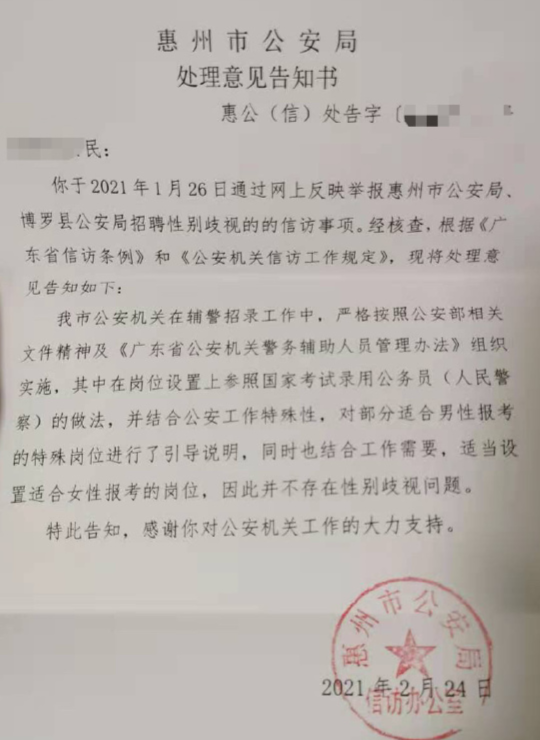 惠州市公安局
处理意见告知书
惠公（信）处告字〔
民：
你于2021年1月26日通过网上反映举报惠州市公安局、
博罗县公安局招聘性别歧视的的信访事项。经核查，根据《广
东省信访条例》和《公安机关信访工作规定》，现将处理意
见告知如下：
我市公安机关在辅警招录工作中，严格按照公安部相关
文件精神及《广东省公安机关警务辅助人员管理办法》组织
实施，其中在岗位设置上参照国家考试录用公务员（人民警
察）的做法，并结合公安工作特殊性，对部分适合男性报考
的特殊岗位进行了引导说明，同时也结合工作需要，适当设
置适合女性报考的岗位，因此并不存在性别歧视问题。
特此告知，感谢你对公安机关工作的大力支持。
惠州市公安局
2021年2月24日
信访办公室